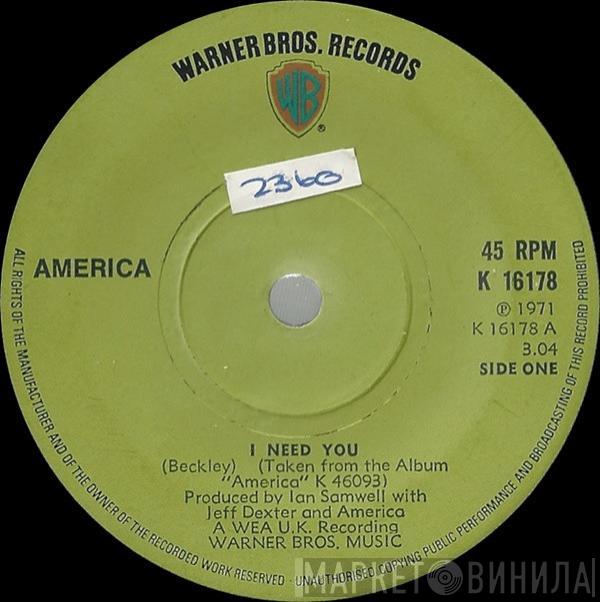 WARNER BROS. RECORDS
WB
®
2360
AMERICA
45 RPM
K 16178
℗ 1971
K 16178 A
3.04
SIDE ONE
I NEED YOU
(Beckley) (Taken from the Album
"America" K 46093)
Produced by Ian Samwell with
Jeff Dexter and America
A WEA U.K. Recording
WARNER BROS. MUSIC
ALL RIGHTS OF THE MANUFACTURER AND OF THE OWNER OF THE RECORDED WORK RESERVED · UNAUTHORISED COPYING PUBLIC PERFORMANCE AND BROADCASTING OF THIS RECORD PROHIBITED
МАРКЕТ ВИНИЛА